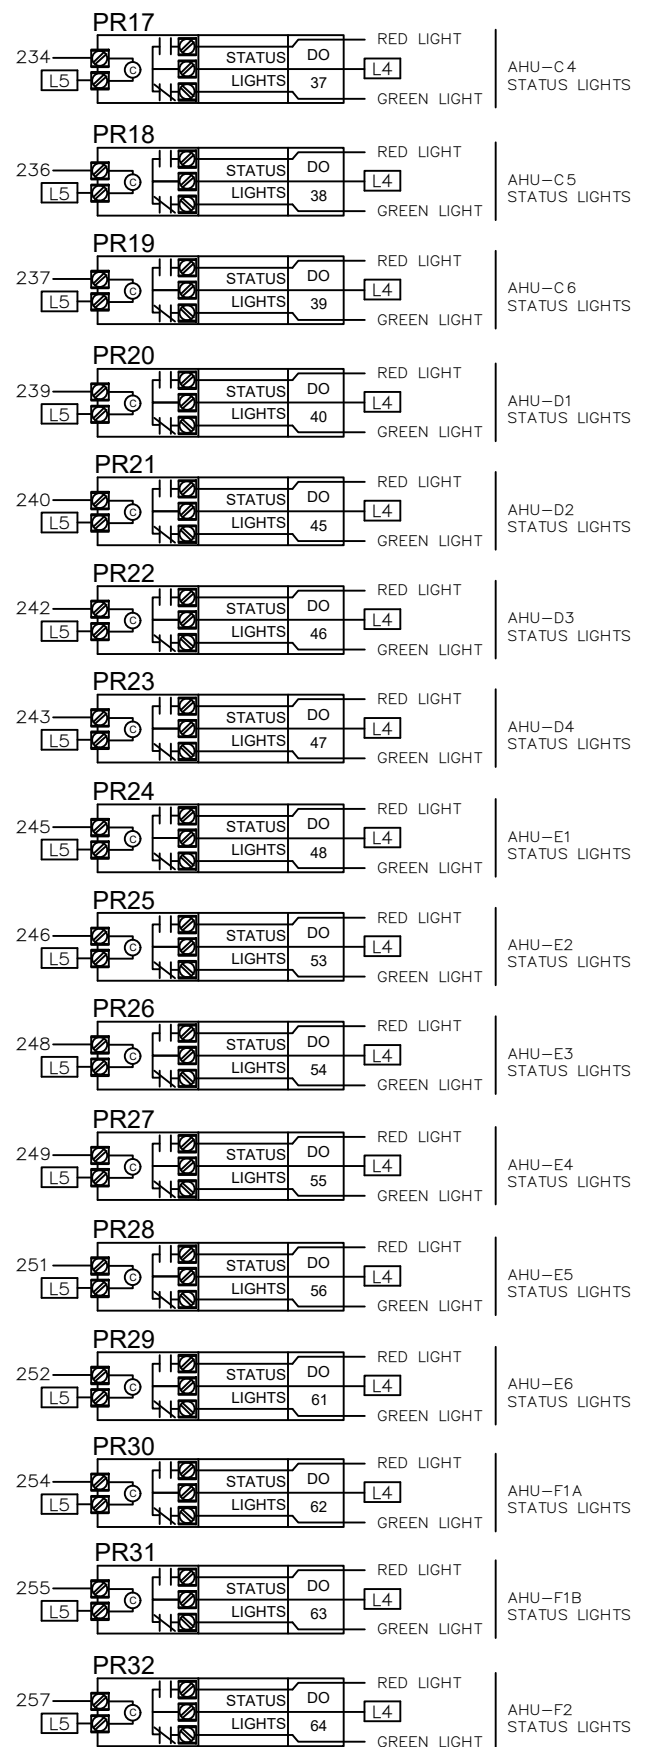 PR17
RED LIGHT
234
STATUS DO
L4
AHU-C4
L5
C
LIGHTS 37
STATUS LIGHTS
GREEN LIGHT
PR18
RED LIGHT
236
STATUS DO
L4
AHU-C5
L5
C
LIGHTS 38
STATUS LIGHTS
GREEN LIGHT
PR19
RED LIGHT
237
STATUS DO
L4
AHU-C6
L5
C
LIGHTS 39
STATUS LIGHTS
GREEN LIGHT
PR20
RED LIGHT
239
STATUS DO
L4
AHU-D1
L5
C
LIGHTS 40
STATUS LIGHTS
GREEN LIGHT
PR21
RED LIGHT
240
STATUS DO
L4
AHU-D2
L5
C
LIGHTS 45
STATUS LIGHTS
GREEN LIGHT
PR22
RED LIGHT
242
STATUS DO
L4
AHU-D3
L5
C
LIGHTS 46
STATUS LIGHTS
GREEN LIGHT
PR23
RED LIGHT
243
STATUS DO
L4
AHU-D4
L5
C
LIGHTS 47
STATUS LIGHTS
GREEN LIGHT
PR24
RED LIGHT
245
STATUS DO
L4
AHU-E1
L5
C
LIGHTS 48
STATUS LIGHTS
GREEN LIGHT
PR25
RED LIGHT
246
STATUS DO
L4
AHU-E2
L5
C
LIGHTS 53
STATUS LIGHTS
GREEN LIGHT
PR26
RED LIGHT
248
STATUS DO
L4
AHU-E3
L5
C
LIGHTS 54
STATUS LIGHTS
GREEN LIGHT
PR27
RED LIGHT
249
STATUS DO
L4
AHU-E4
L5
C
LIGHTS 55
STATUS LIGHTS
GREEN LIGHT
PR28
RED LIGHT
251
STATUS DO
L4
AHU-E5
L5
C
LIGHTS 56
STATUS LIGHTS
GREEN LIGHT
PR29
RED LIGHT
252
STATUS DO
L4
AHU-E6
L5
C
LIGHTS 61
STATUS LIGHTS
GREEN LIGHT
PR30
RED LIGHT
254
STATUS DO
L4
AHU-F1A
L5
C
LIGHTS 62
STATUS LIGHTS
GREEN LIGHT
PR31
RED LIGHT
255
STATUS DO
L4
AHU-F1B
L5
C
LIGHTS 63
STATUS LIGHTS
GREEN LIGHT
PR32
RED LIGHT
257
STATUS DO
L4
AHU-F2
L5
C
LIGHTS 64
STATUS LIGHTS
GREEN LIGHT